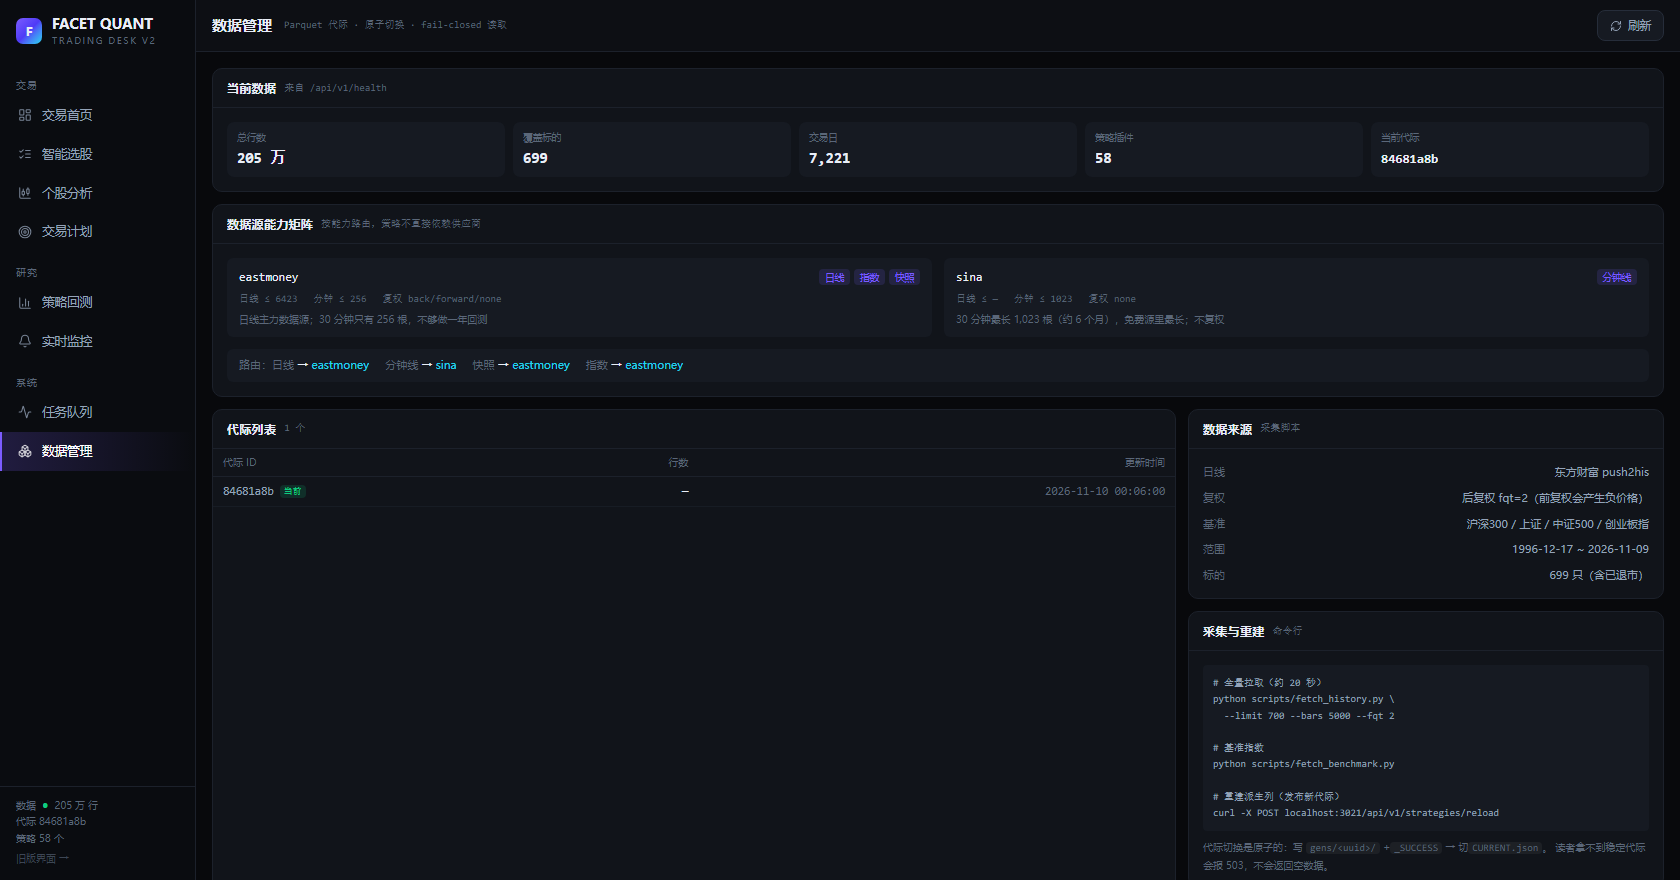 F
FACET QUANT
TRADING DESK V2
交易
交易首页
智能选股
个股分析
交易计划
研究
策略回测
实时监控
系统
任务队列
数据管理
数据 205 万 行
代际 84681a8b
策略 58 个
旧版界面 →
数据管理 Parquet 代际 · 原子切换 · fail-closed 读取
刷新
当前数据 来自 /api/v1/health
总行数
205 万
覆盖标的
699
交易日
7,221
策略插件
58
当前代际
84681a8b
数据源能力矩阵 按能力路由，策略不直接依赖供应商
eastmoney 日线 指数 快照
日线 ≤ 6423 分钟 ≤ 256 复权 back/forward/none
日线主力数据源；30 分钟只有 256 根，不够做一年回测
sina 分钟线
日线 ≤ — 分钟 ≤ 1023 复权 none
30 分钟最长 1,023 根（约 6 个月），免费源里最长；不复权
路由： 日线 → eastmoney 分钟线 → sina 快照 → eastmoney 指数 → eastmoney
代际列表 1 个
代际 ID 行数 更新时间
84681a8b 当前 — 2026-11-10 00:06:00
数据来源 采集脚本
日线 东方财富 push2his
复权 后复权 fqt=2（前复权会产生负价格）
基准 沪深300 / 上证 / 中证500 / 创业板指
范围 1996-12-17 ~ 2026-11-09
标的 699 只（含已退市）
采集与重建 命令行
# 全量拉取（约 20 秒）
python scripts/fetch_history.py \
--limit 700 --bars 5000 --fqt 2
# 基准指数
python scripts/fetch_benchmark.py
# 重建派生列（发布新代际）
curl -X POST localhost:3021/api/v1/strategies/reload
代际切换是原子的：写 gens/<uuid>/ + _SUCCESS → 切 CURRENT.json 。读者拿不到稳定代际
会报 503，不会返回空数据。